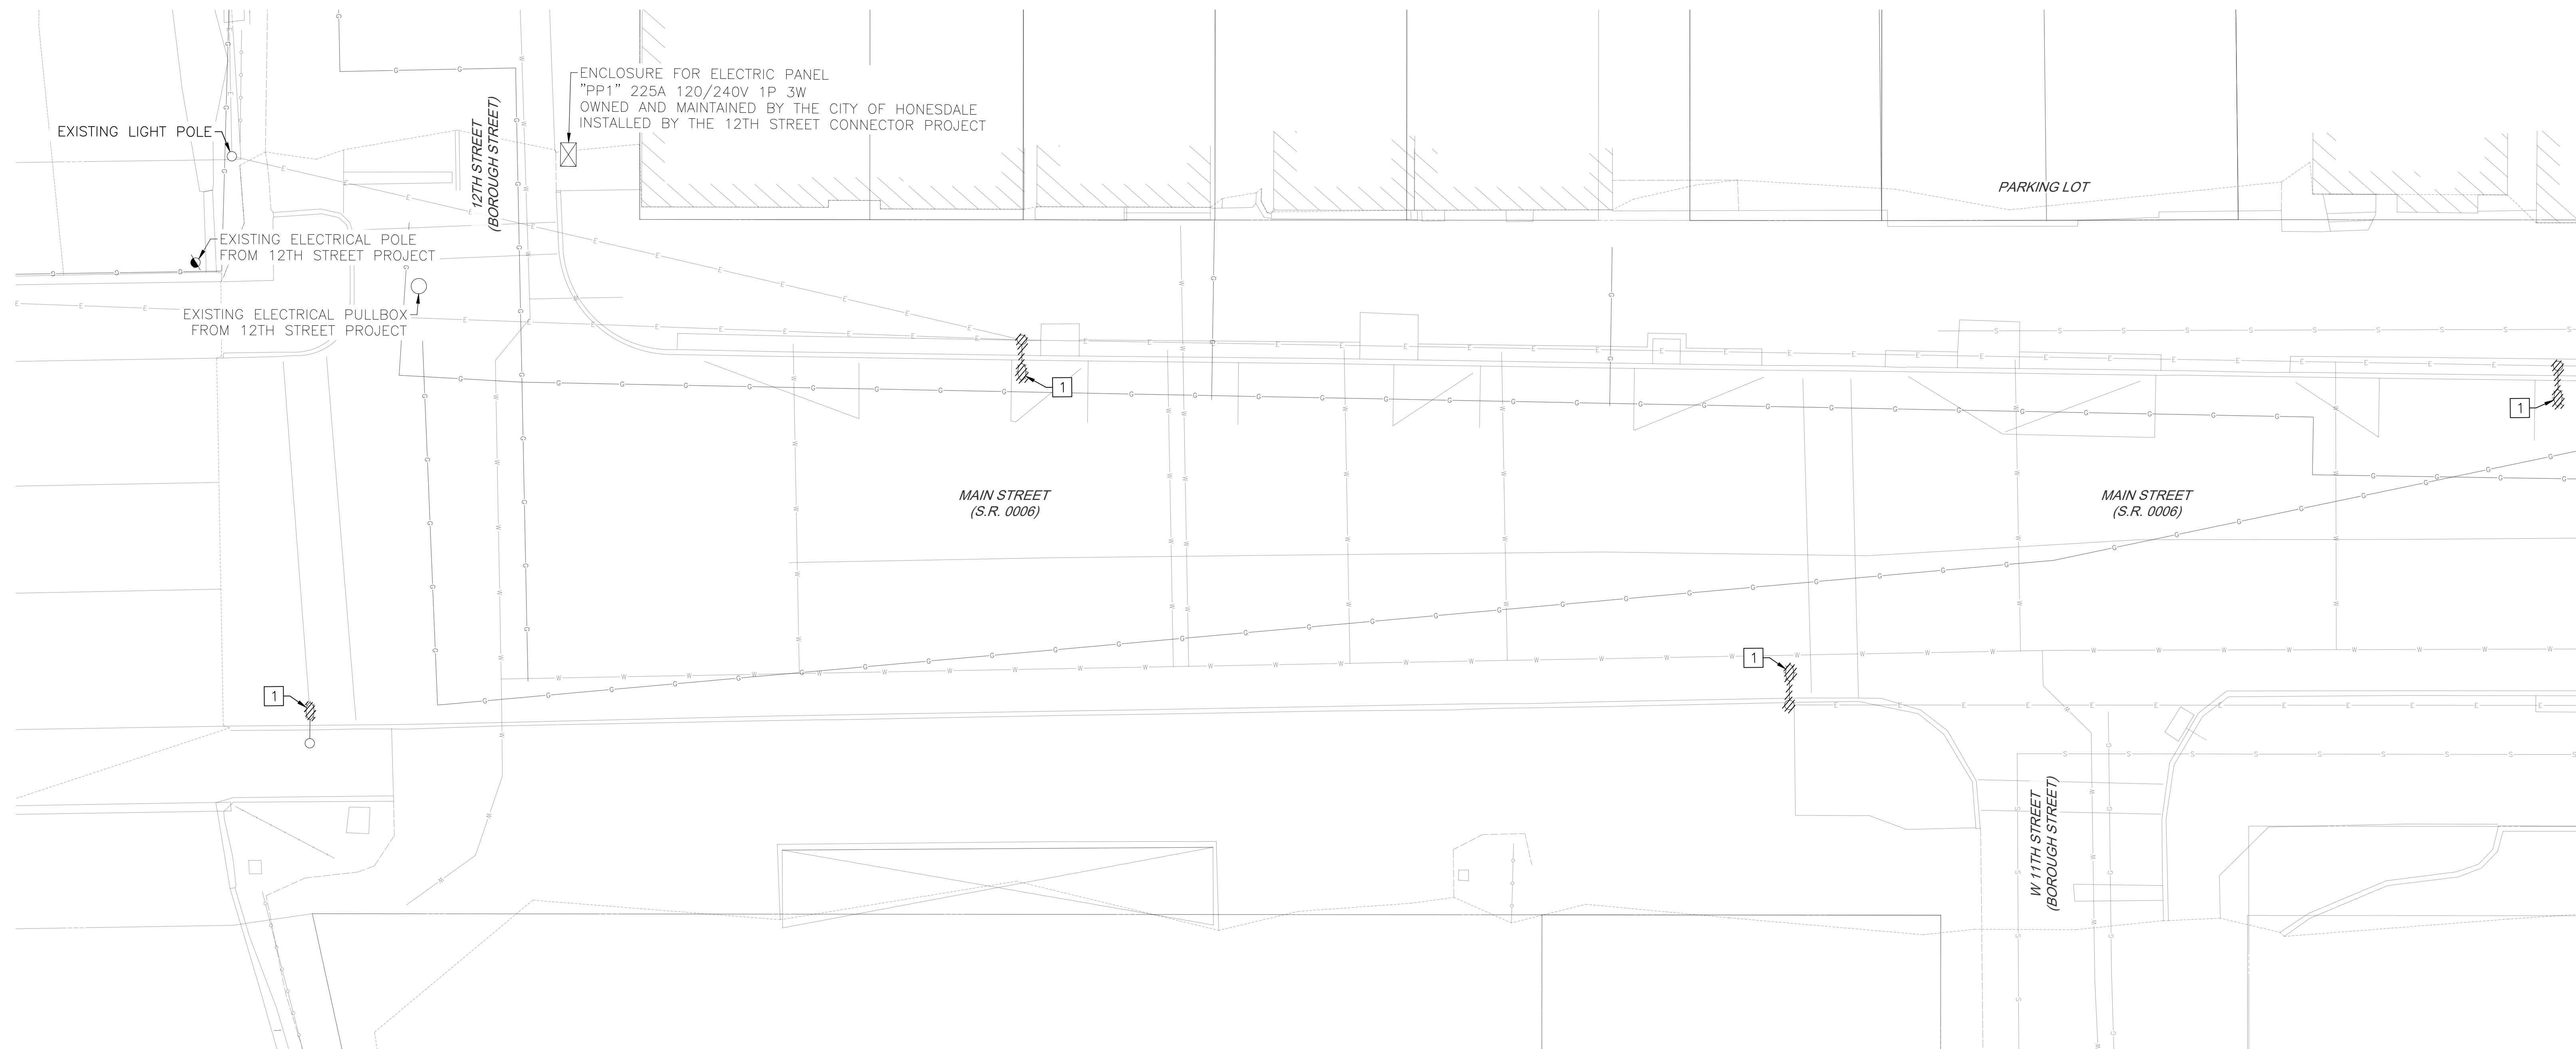 ENCLOSURE FOR ELECTRIC PANEL
"PP1" 225A 120/240V 1P 3W
OWNED AND MAINTAINED BY THE CITY OF HONESDALE
INSTALLED BY THE 12TH STREET CONNECTOR PROJECT
EXISTING LIGHT POLE
12TH STREET
(BOROUGH STREET)
PARKING LOT
EXISTING ELECTRICAL POLE
FROM 12TH STREET PROJECT
EXISTING ELECTRICAL PULLBOX
FROM 12TH STREET PROJECT
1
1
MAIN STREET
(S.R. 0006)
MAIN STREET
(S.R. 0006)
1
1
W 11TH STREET
(BOROUGH STREET)